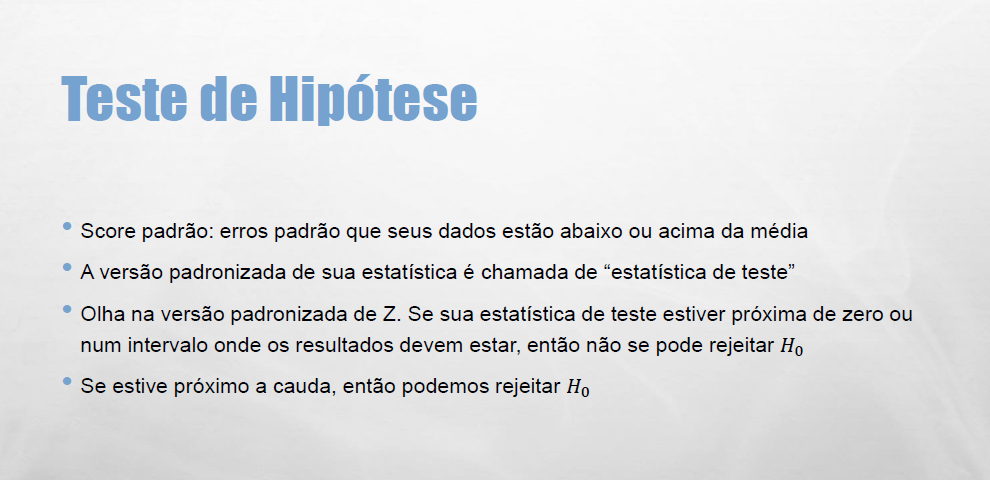 Teste de Hipótese
• Score padrão: erros padrão que seus dados estão abaixo ou acima da média
• A versão padronizada de sua estatística é chamada de “estatística de teste”
• Olha na versão padronizada de Z. Se sua estatística de teste estiver próxima de zero ou
num intervalo onde os resultados devem estar, então não se pode rejeitar H₀
• Se estive próximo a cauda, então podemos rejeitar H₀